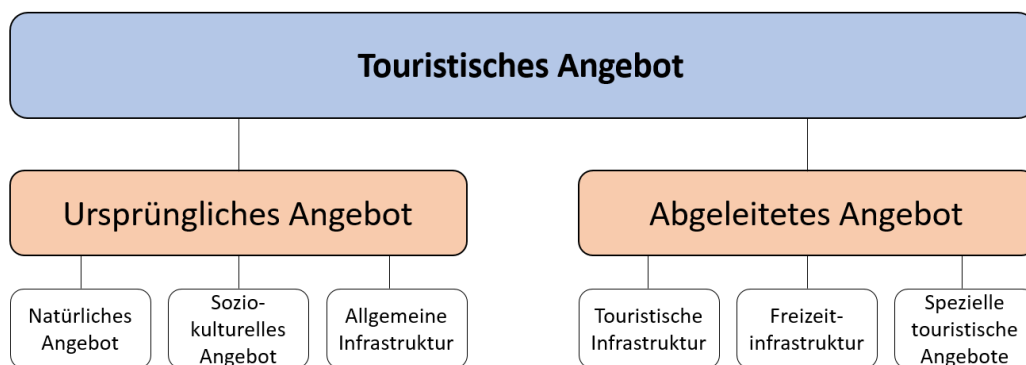 Touristisches Angebot
Ursprüngliches Angebot
Abgeleitetes Angebot
Natürliches
Angebot
Sozio-
kulturelles
Angebot
Allgemeine
Infrastruktur
Touristische
Infrastruktur
Freizeit-
infrastruktur
Spezielle
touristische
Angebote